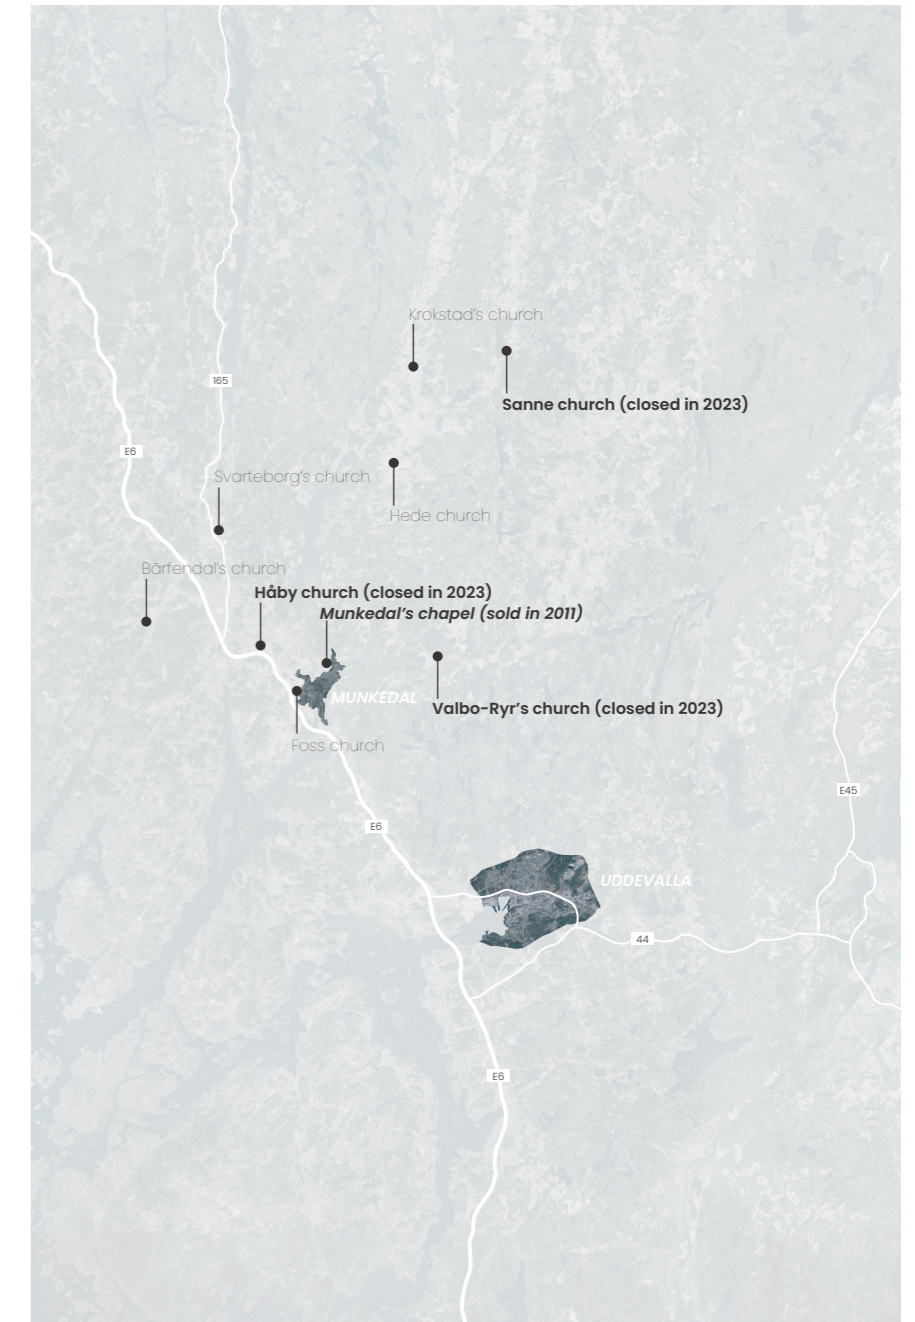 Krokstad's church
165
Sanne church (closed in 2023)
E6
Svarteborg's church
Hede church
Bärfendal's church
Håby church (closed in 2023)
Munkedal's chapel (sold in 2011)
MUNKEDAL
Valbo-Ryr's church (closed in 2023)
Foss church
E45
E6
UDDEVALLA
44
E6